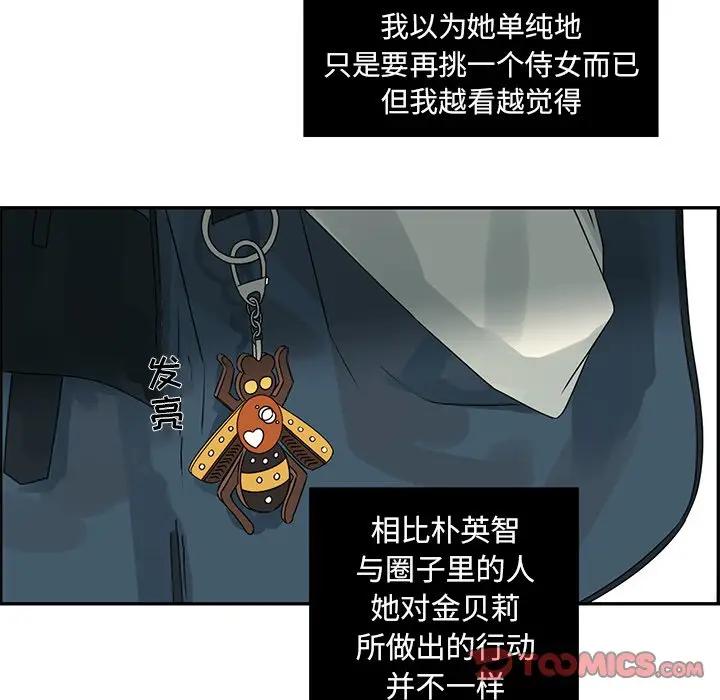 我以为她单纯地
只是要再挑一个侍女而已
但我越看越觉得
发
亮
相比朴英智
与圈子里的人
她对金贝莉
所做出的行动
并不一样
TOOMICS.COM